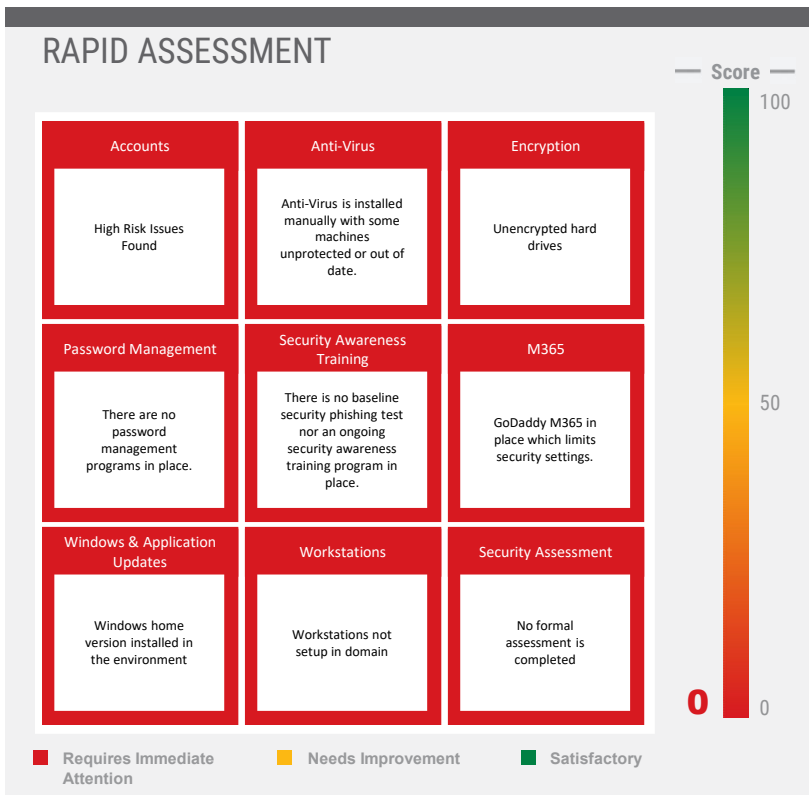 RAPID ASSESSMENT
Score
100
50
0
0
Accounts
High Risk Issues
Found
Anti-Virus
Anti-Virus is installed
manually with some
machines
unprotected or out of
date.
Encryption
Unencrypted hard
drives
Password Management
There are no
password
management
programs in place.
Security Awareness
Training
There is no baseline
security phishing test
nor an ongoing
security awareness
training program in
place.
M365
GoDaddy M365 in
place which limits
security settings.
Windows & Application
Updates
Windows home
version installed in
the environment
Workstations
Workstations not
setup in domain
Security Assessment
No formal
assessment is
completed
Requires Immediate
Attention
Needs Improvement
Satisfactory